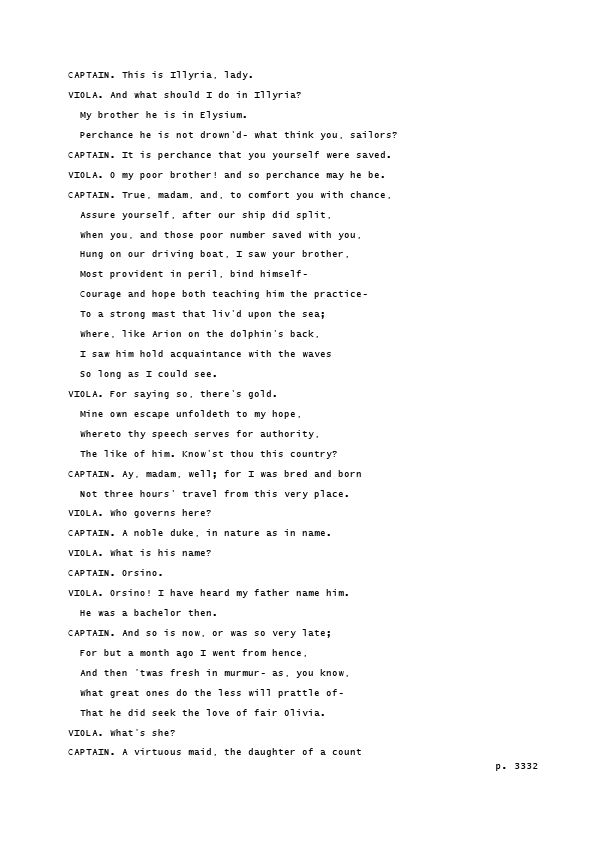 CAPTAIN. This is Illyria, lady.
VIOLA. And what should I do in Illyria?
My brother he is in Elysium.
Perchance he is not drown'd- what think you, sailors?
CAPTAIN. It is perchance that you yourself were saved.
VIOLA. O my poor brother! and so perchance may he be.
CAPTAIN. True, madam, and, to comfort you with chance,
Assure yourself, after our ship did split,
When you, and those poor number saved with you,
Hung on our driving boat, I saw your brother,
Most provident in peril, bind himself-
Courage and hope both teaching him the practice-
To a strong mast that liv'd upon the sea;
Where, like Arion on the dolphin's back,
I saw him hold acquaintance with the waves
So long as I could see.
VIOLA. For saying so, there's gold.
Mine own escape unfoldeth to my hope,
Whereto thy speech serves for authority,
The like of him. Know'st thou this country?
CAPTAIN. Ay, madam, well; for I was bred and born
Not three hours' travel from this very place.
VIOLA. Who governs here?
CAPTAIN. A noble duke, in nature as in name.
VIOLA. What is his name?
CAPTAIN. Orsino.
VIOLA. Orsino! I have heard my father name him.
He was a bachelor then.
CAPTAIN. And so is now, or was so very late;
For but a month ago I went from hence,
And then 'twas fresh in murmur- as, you know,
What great ones do the less will prattle of-
That he did seek the love of fair Olivia.
VIOLA. What's she?
CAPTAIN. A virtuous maid, the daughter of a count
p. 3332